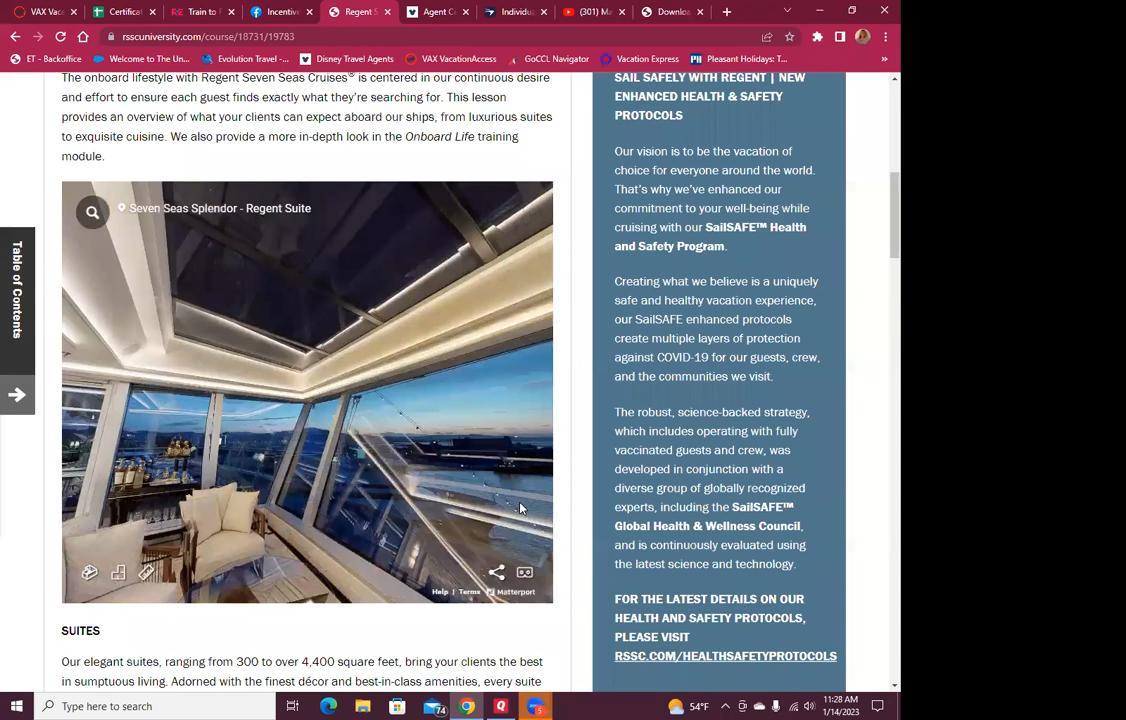 VAX Vaca
Certificat
Train to F
Incentive
Regent S
Agent Ce
Individua
(301) Ma
Downloa
rsscuniversity.com/course/18731/19783
ET - Backoffice
Welcome to The Un...
Evolution Travel -...
Disney Travel Agents
VAX VacationAccess
GoCCL Navigator
Vacation Express
Pleasant Holidays: T...
»
The onboard lifestyle with Regent Seven Seas Cruises® is centered in our continuous desire
and effort to ensure each guest finds exactly what they're searching for. This lesson
provides an overview of what your clients can expect aboard our ships, from luxurious suites
to exquisite cuisine. We also provide a more in-depth look in the Onboard Life training
module.
Table of Contents
Seven Seas Splendor - Regent Suite
Help | Terms | Matterport
SUITES
Our elegant suites, ranging from 300 to over 4,400 square feet, bring your clients the best
in sumptuous living. Adorned with the finest décor and best-in-class amenities, every suite
SAIL SAFELY WITH REGENT | NEW
ENHANCED HEALTH & SAFETY
PROTOCOLS
Our vision is to be the vacation of
choice for everyone around the world.
That's why we've enhanced our
commitment to your well-being while
cruising with our SailSAFE™ Health
and Safety Program.
Creating what we believe is a uniquely
safe and healthy vacation experience,
our SailSAFE enhanced protocols
create multiple layers of protection
against COVID-19 for our guests, crew,
and the communities we visit.
The robust, science-backed strategy,
which includes operating with fully
vaccinated guests and crew, was
developed in conjunction with a
diverse group of globally recognized
experts, including the SailSAFE™
Global Health & Wellness Council,
and is continuously evaluated using
the latest science and technology.
FOR THE LATEST DETAILS ON OUR
HEALTH AND SAFETY PROTOCOLS,
PLEASE VISIT
RSSC.COM/HEALTHSAFETYPROTOCOLS
Type here to search
74
5
54°F
11:28 AM
1/14/2023